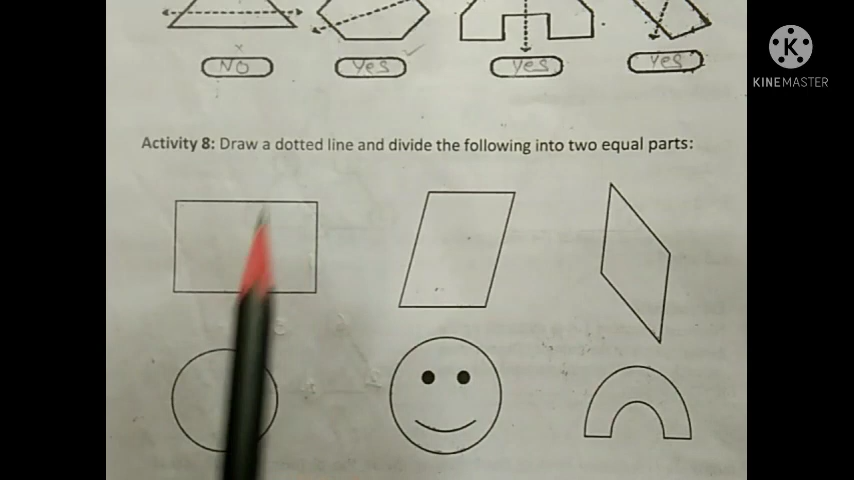 NO Yes Yes Yes
K
KINEMASTER
Activity 8: Draw a dotted line and divide the following into two equal parts: